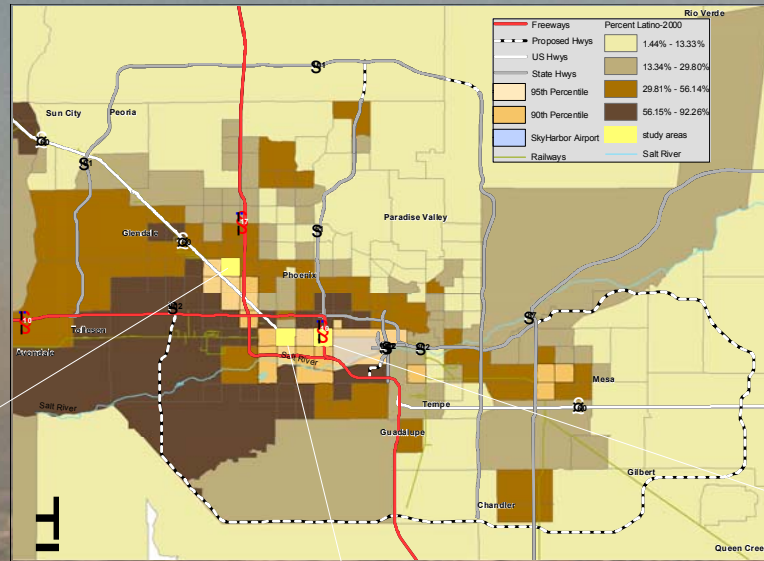 Rio Verde
Freeways
Proposed Hwys
US Hwys
State Hwys
95th Percentile
90th Percentile
SkyHarbor Airport
Railways
Percent Latino-2000
1.44% - 13.33%
13.34% - 29.80%
29.81% - 56.14%
56.15% - 92.26%
study areas
Salt River
Sun City
Peoria
Paradise Valley
Glendale
Phoenix
Tolleson
Avondale
Salt River
Salt River
Mesa
Tempe
Guadalupe
Gilbert
Chandler
Queen Cree